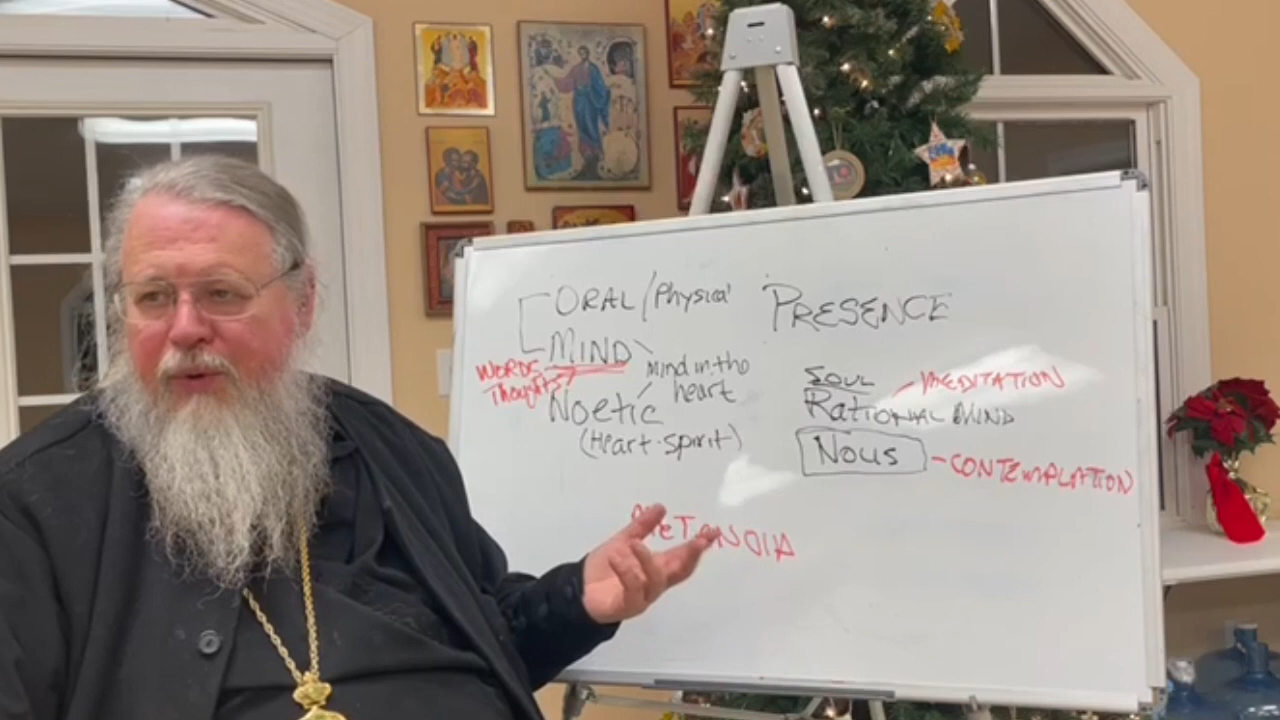 ORAL / Physical
PRESENCE
MIND
WORDS
Thoughts
Mind in the
heart
Noetic
(Heart-spirit)
SOUL
- MEDITATION
RATIONAL MIND
Nous
- CONTEMPLATION
METANOIA